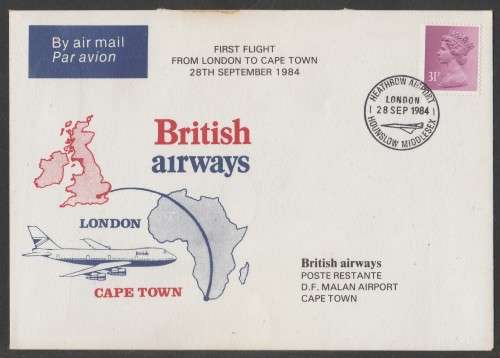 By air mail
Par avion
FIRST FLIGHT
FROM LONDON TO CAPE TOWN
28TH SEPTEMBER 1984
31P
HEATHROW AIRPORT
LONDON
28 SEP 1984
HOUNSLOW MIDDLESEX
British
airways
LONDON
CAPE TOWN
British airways
POSTE RESTANTE
D.F. MALAN AIRPORT
CAPE TOWN